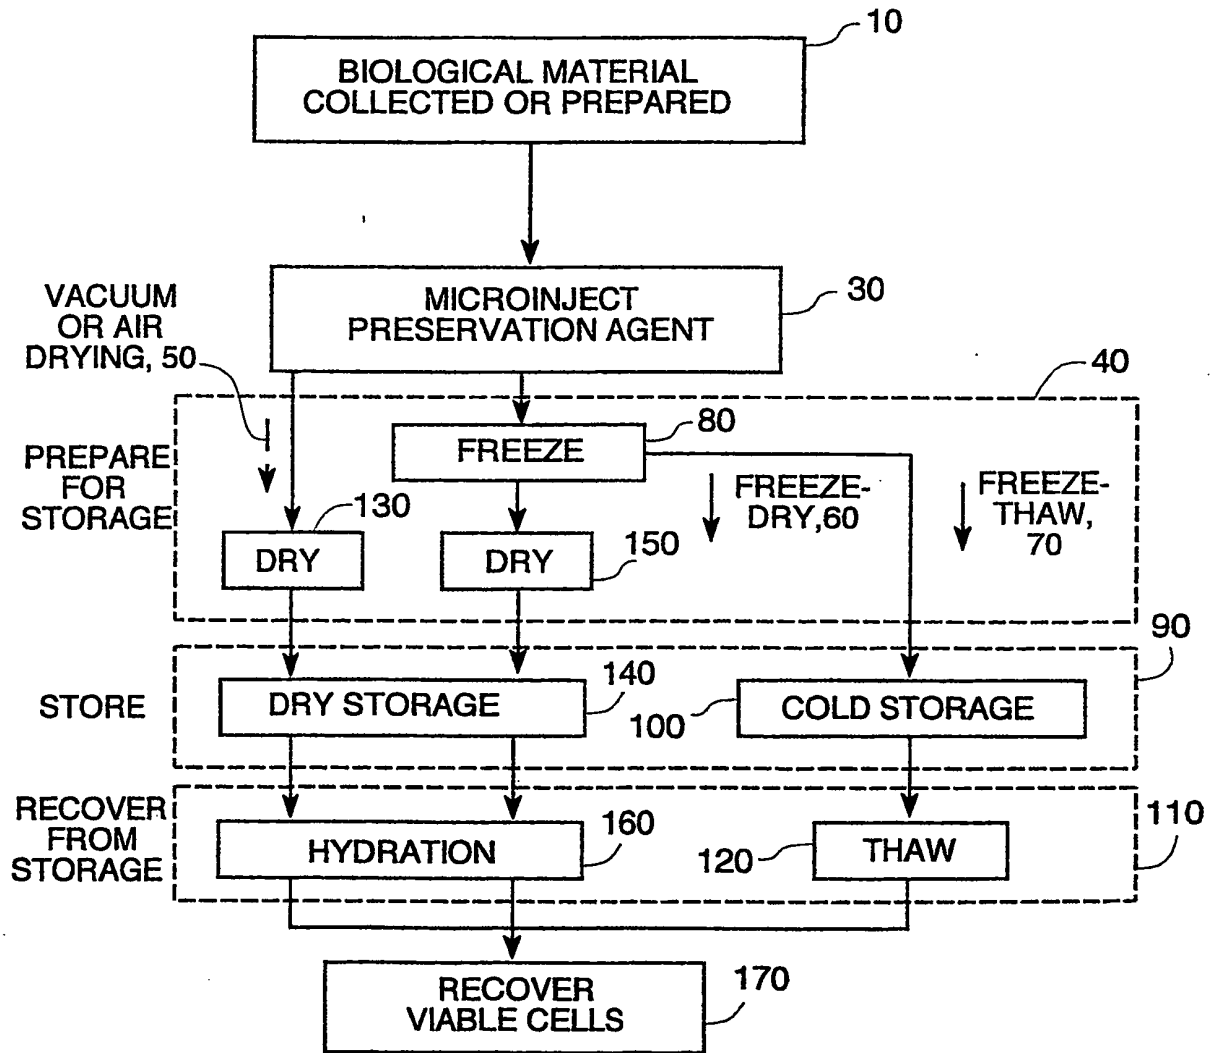 10
BIOLOGICAL MATERIAL
COLLECTED OR PREPARED
30
MICROINJECT
PRESERVATION AGENT
VACUUM
OR AIR
DRYING, 50
40
PREPARE
FOR
STORAGE
80
FREEZE
FREEZE-
DRY,60
FREEZE-
THAW,
70
130
DRY
150
DRY
90
STORE
140
DRY STORAGE
100
COLD STORAGE
RECOVER
FROM
STORAGE
110
160
HYDRATION
120
THAW
170
RECOVER
VIABLE CELLS